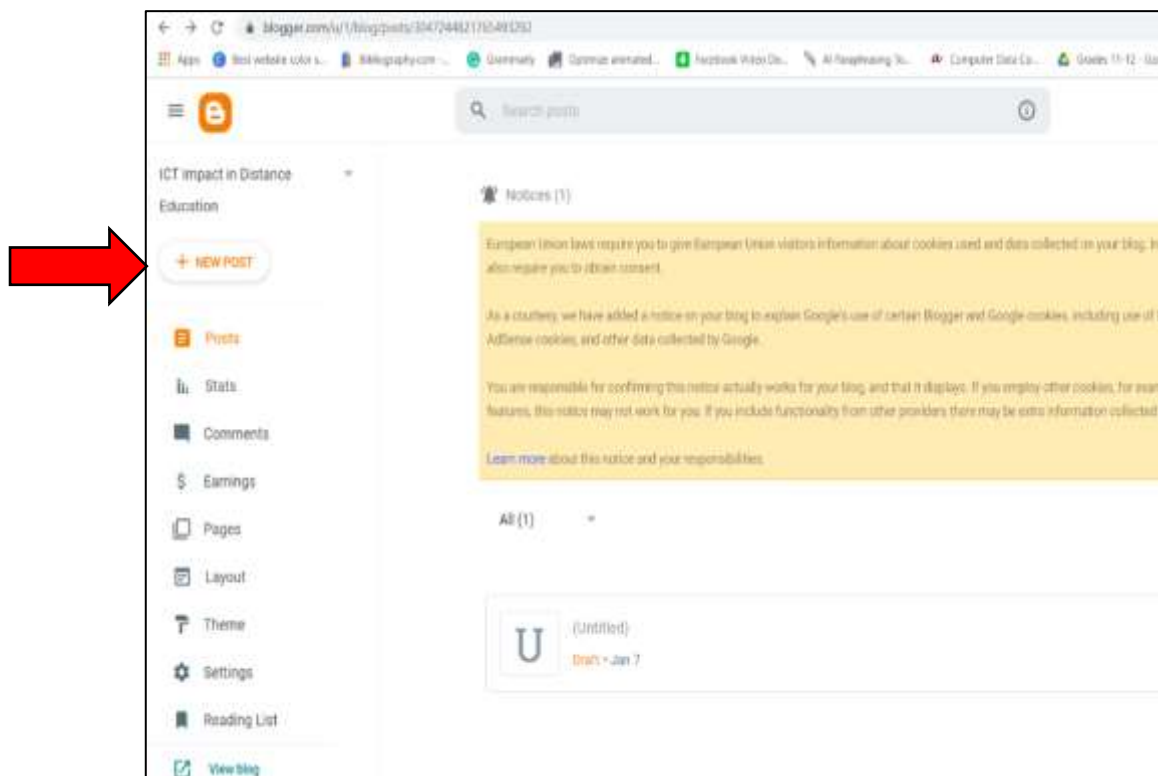 Apps
Bibliography.com
Grammarly
Search posts
ICT Impact in Distance
Education
Notices (1)
European Union laws require you to give European Union visitors information about cookies used and data collected on your blog. In
also require you to obtain consent.
+ NEW POST
As a courtesy, we have added a notice on your blog to explain Google's use of certain Blogger and Google cookies, including use of
AdSense cookies, and other data collected by Google.
Posts
You are responsible for confirming this notice actually works for your blog, and that it displays. If you employ other cookies, for
features, this notice may not work for you. If you include functionality from other providers there may be extra information collected
Stats
Comments
Learn more about this notice and your responsibilities.
$ Earnings
All (1)
Pages
Layout
Theme
U
(Untitled)
Draft • Jan 7
Settings
Reading List
View blog